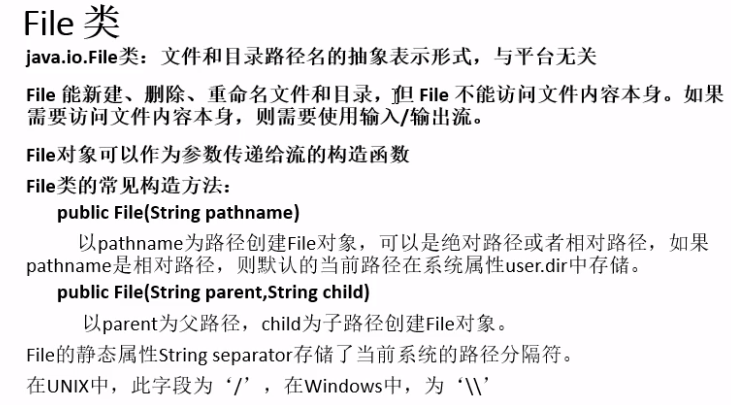 File 类
java.io.File类：文件和目录路径名的抽象表示形式，与平台无关
File 能新建、删除、重命名文件和目录，但 File 不能访问文件内容本身。如果
需要访问文件内容本身，则需要使用输入/输出流。
File对象可以作为参数传递给流的构造函数
File类的常见构造方法：
public File(String pathname)
以pathname为路径创建File对象，可以是绝对路径或者相对路径，如果
pathname是相对路径，则默认的当前路径在系统属性user.dir中存储。
public File(String parent,String child)
以parent为父路径，child为子路径创建File对象。
File的静态属性String separator存储了当前系统的路径分隔符。
在UNIX中，此字段为‘/’，在Windows中，为‘\\’